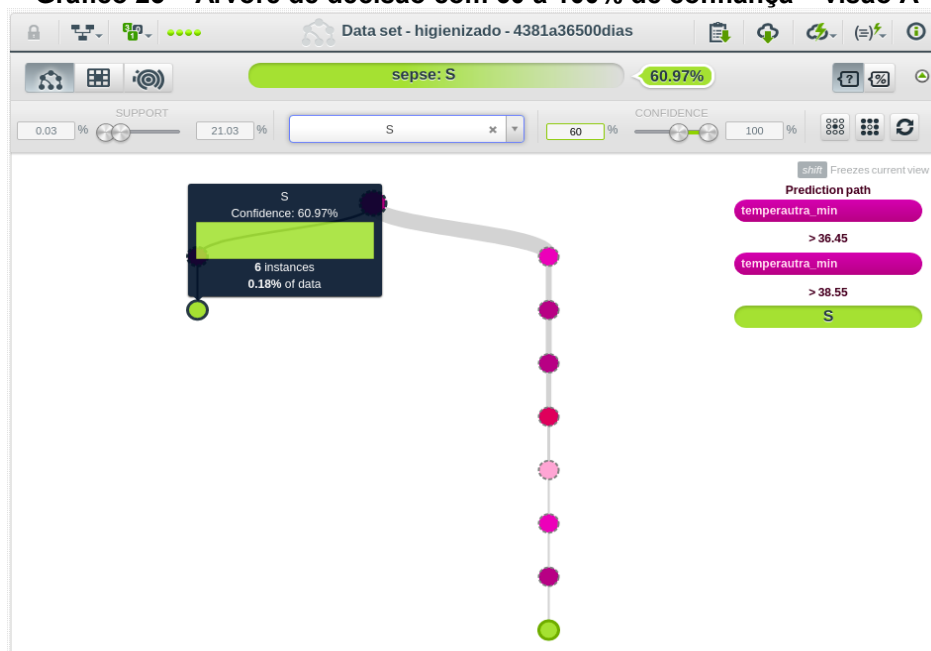 Gráfico 25 – Árvore de decisão com 60 a 100% de confiança – visão A
Data set - higienizado - 4381a36500dias
sepse: S
60.97%
SUPPORT
0.03 %
21.03 %
S
60 %
CONFIDENCE
100 %
shift Freezes current view
S
Confidence: 60.97%
6 instances
0.18% of data
Prediction path
temperautra_min
> 36.45
temperautra_min
> 38.55
S